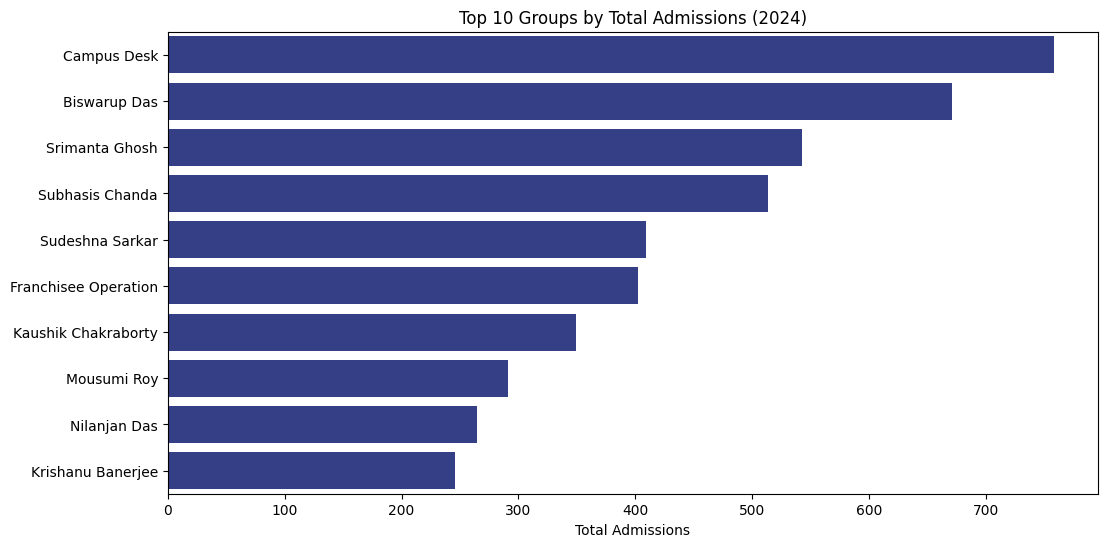 Top 10 Groups by Total Admissions (2024)
Campus Desk
Biswarup Das
Srimanta Ghosh
Subhasis Chanda
Sudeshna Sarkar
Franchisee Operation
Kaushik Chakraborty
Mousumi Roy
Nilanjan Das
Krishanu Banerjee
0 100 200 300 400 500 600 700
Total Admissions